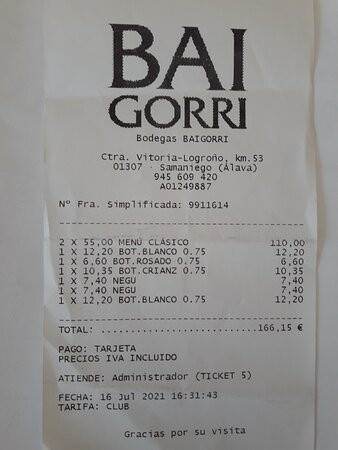 BAI
GORRI
Bodegas BAIGORRI
Ctra. Vitoria-Logroño, km.53
01307 - Samaniego (Álava)
945 609 420
A01249887
Nº Fra. Simplificada: 9911614
2 X 55,00 MENÚ CLÁSICO 110,00
1 X 12,20 BOT.BLANCO 0.75 12,20
1 X 6,60 BOT.ROSADO 0.75 6,60
1 X 10,35 BOT.CRIANZ 0.75 10,35
1 X 7,40 NEGU 7,40
1 X 7,40 NEGU 7,40
1 X 12,20 BOT.BLANCO 0.75 12,20
TOTAL: ..........................166,15 €
PAGO: TARJETA
PRECIOS IVA INCLUIDO
ATIENDE: Administrador (TICKET 5)
FECHA: 16 Jul 2021 16:31:43
TARIFA: CLUB
Gracias por su visita